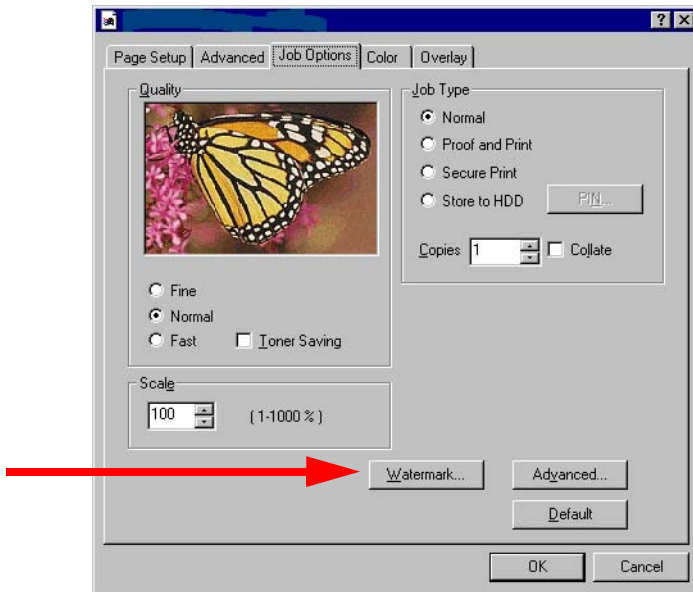 Page Setup Advanced Job Options Color Overlay
Quality
Fine
Normal
Fast Toner Saving
Scale
100 (1-1000 %)
Job Type
Normal
Proof and Print
Secure Print
Store to HDD PIN...
Copies 1 Collate
Watermark... Advanced...
Default
OK Cancel